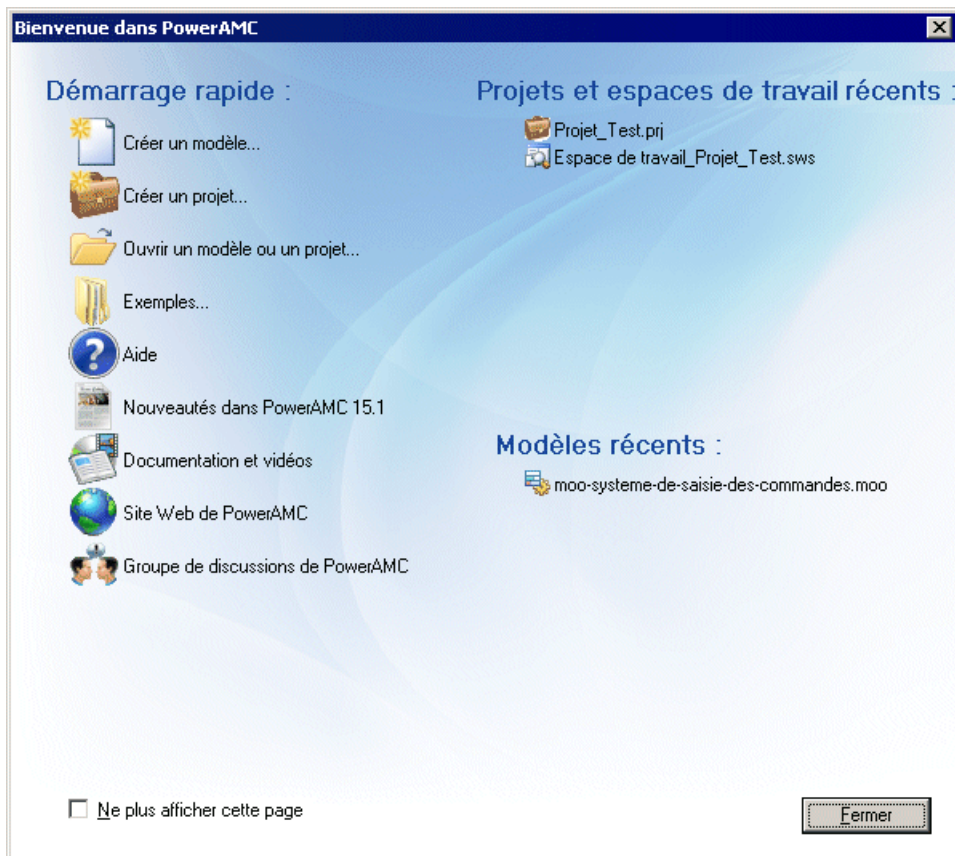 Bienvenue dans PowerAMC
Démarrage rapide :
Créer un modèle...
Créer un projet...
Ouvrir un modèle ou un projet...
Exemples...
Aide
Nouveautés dans PowerAMC 15.1
Documentation et vidéos
Site Web de PowerAMC
Groupe de discussions de PowerAMC
Projets et espaces de travail récents :
Projet_Test.prj
Espace de travail_Projet_Test.sws
Modèles récents :
moo-systeme-de-saisie-des-commandes.moo
Ne plus afficher cette page
Fermer